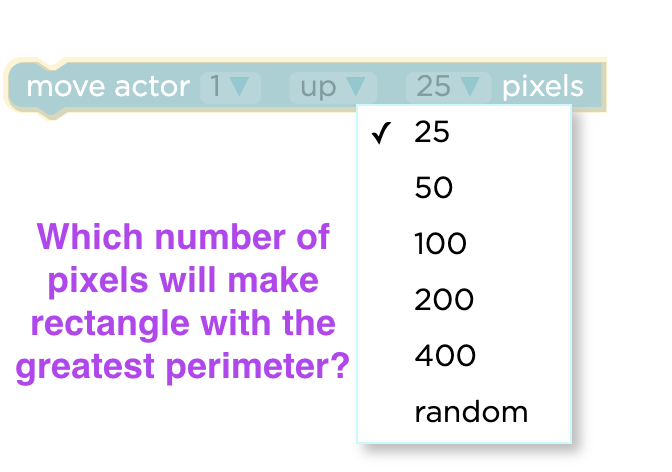 move actor 1 ▼ up ▼ 25 ▼ pixels
✓ 25
50
100
200
400
random
Which number of
pixels will make
rectangle with the
greatest perimeter?